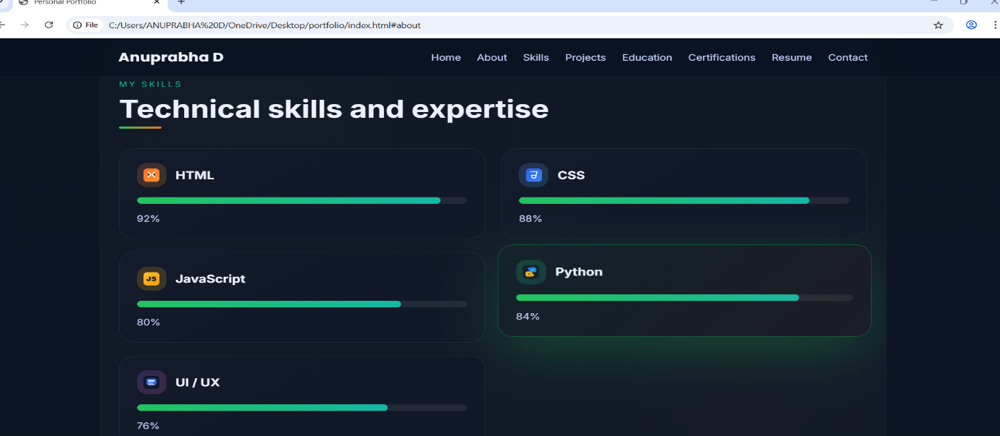 Personal Portfolio
File C:/Users/ANUPRABHA%20D/OneDrive/Desktop/portfolio/index.html#about
Anuprabha D Home About Skills Projects Education Certifications Resume Contact
MY SKILLS
Technical skills and expertise
HTML
92%
CSS
88%
JS JavaScript
80%
Python
84%
UI / UX
76%